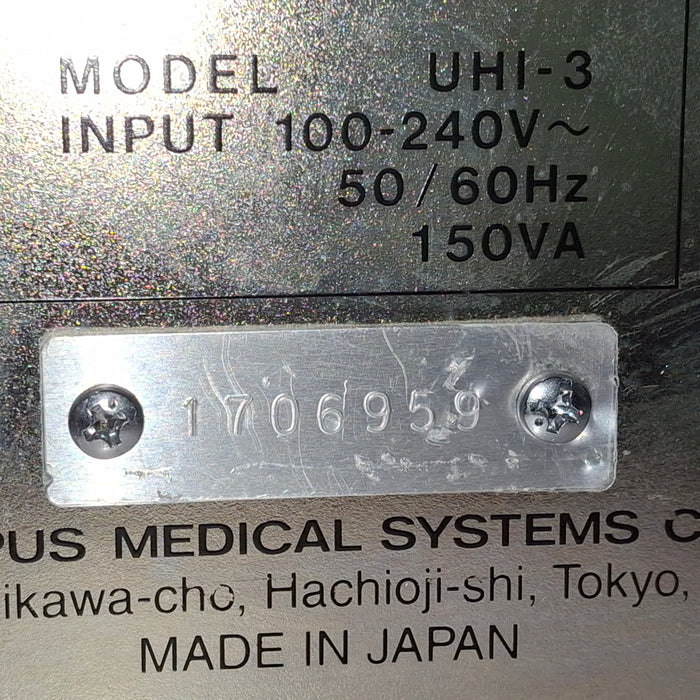 MODEL UHI-3
INPUT 100-240V~
50/60Hz
150VA
1706959
PUS MEDICAL SYSTEMS C
ikawa-cho, Hachioji-shi, Tokyo,
MADE IN JAPAN